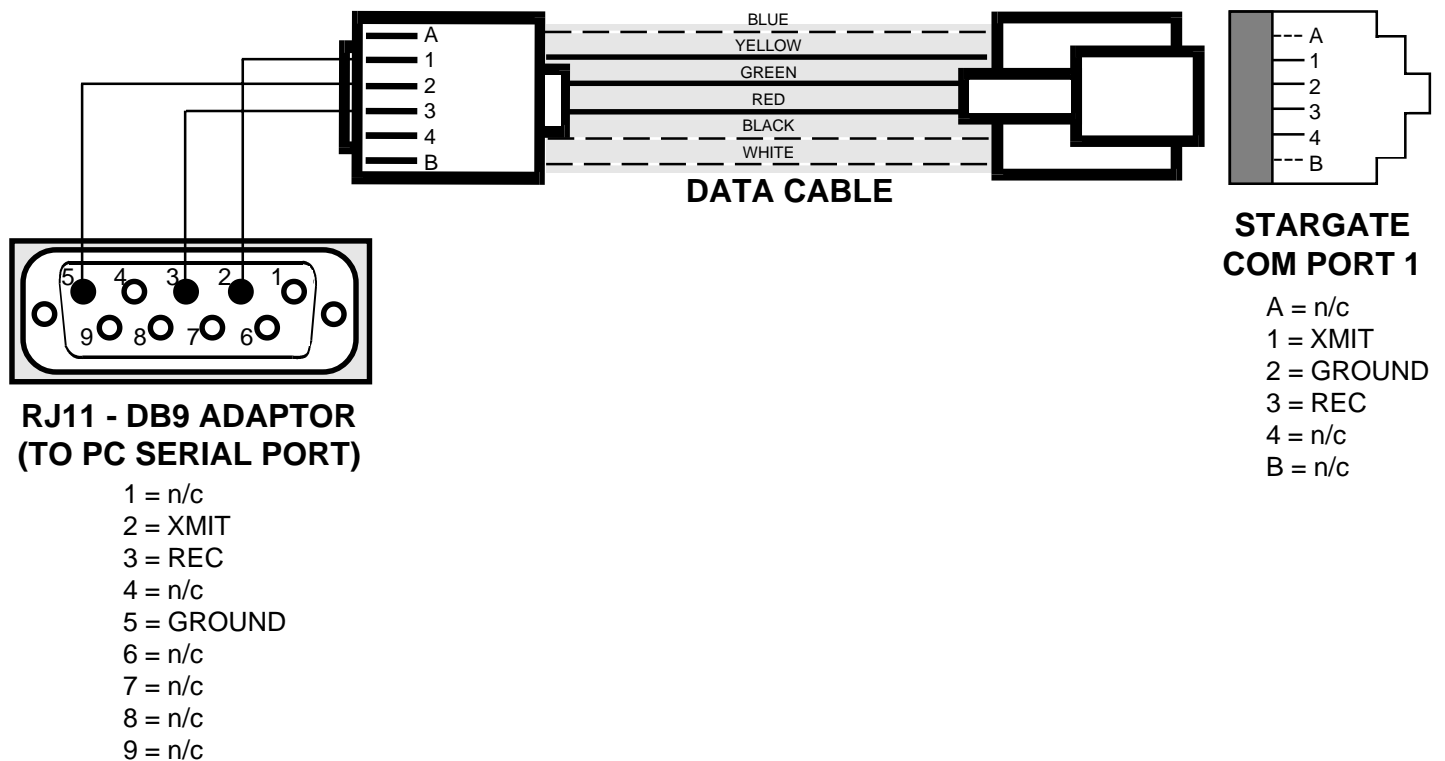 BLUE
YELLOW
GREEN
RED
BLACK
WHITE
DATA CABLE
A
1
2
3
4
B
A
1
2
3
4
B
STARGATE
COM PORT 1
A = n/c
1 = XMIT
2 = GROUND
3 = REC
4 = n/c
B = n/c
5 4 3 2 1
9 8 7 6
RJ11 - DB9 ADAPTOR
(TO PC SERIAL PORT)
1 = n/c
2 = XMIT
3 = REC
4 = n/c
5 = GROUND
6 = n/c
7 = n/c
8 = n/c
9 = n/c